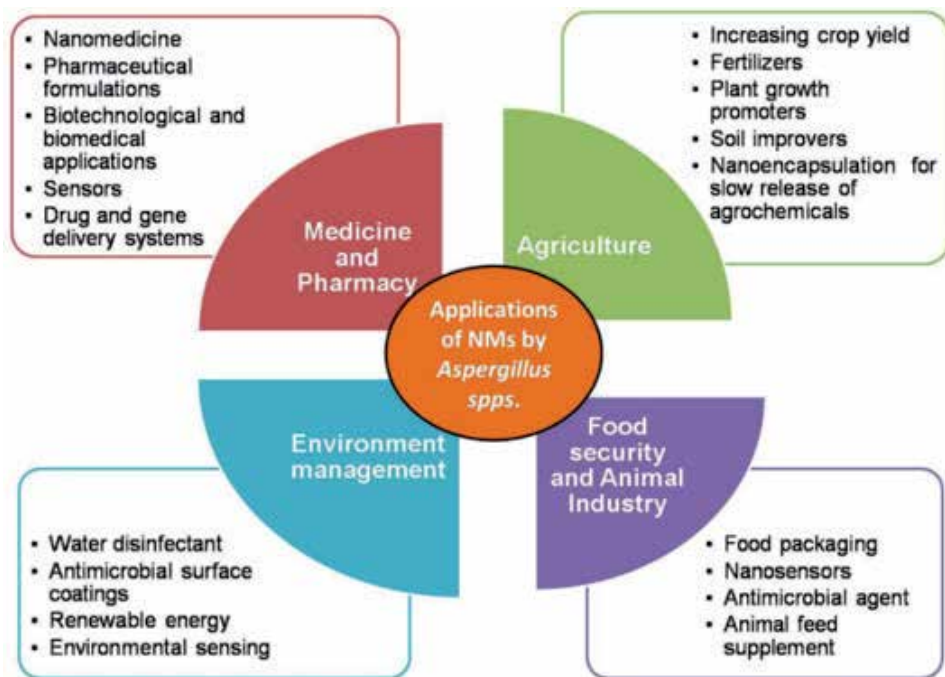 • Nanomedicine
• Pharmaceutical
formulations
• Biotechnological and
biomedical
applications
• Sensors
• Drug and gene
delivery systems
Medicine
and
Pharmacy
• Increasing crop yield
• Fertilizers
• Plant growth
promoters
• Soil improvers
• Nanoencapsulation for
slow release of
agrochemicals
Agriculture
Applications
of NMs by
Aspergillus
spps.
Environment
management
• Water disinfectant
• Antimicrobial surface
coatings
• Renewable energy
• Environmental sensing
Food
security
and Animal
Industry
• Food packaging
• Nanosensors
• Antimicrobial agent
• Animal feed
supplement